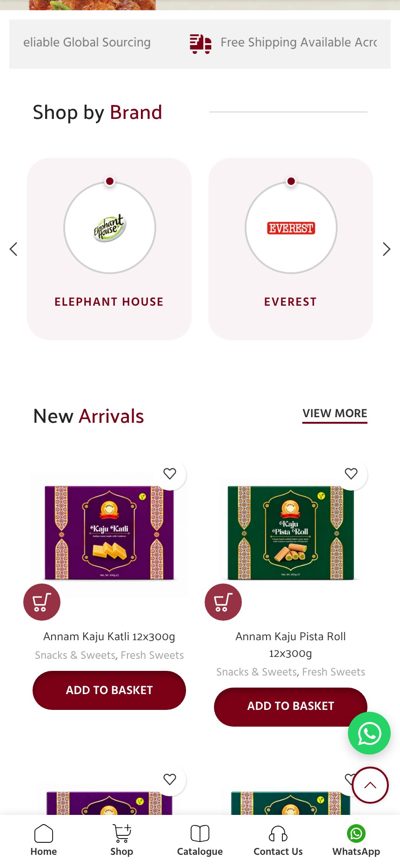 eliable Global Sourcing
Free Shipping Available Acro
Shop by Brand
Elephant House
EVEREST
ELEPHANT HOUSE
EVEREST
New Arrivals
VIEW MORE
Kaju Katli
Kaju
Pista Roll
Annam Kaju Katli 12x300g
Snacks & Sweets, Fresh Sweets
ADD TO BASKET
Annam Kaju Pista Roll
12x300g
Snacks & Sweets, Fresh Sweets
ADD TO BASKET
Home
Shop
Catalogue
Contact Us
WhatsApp